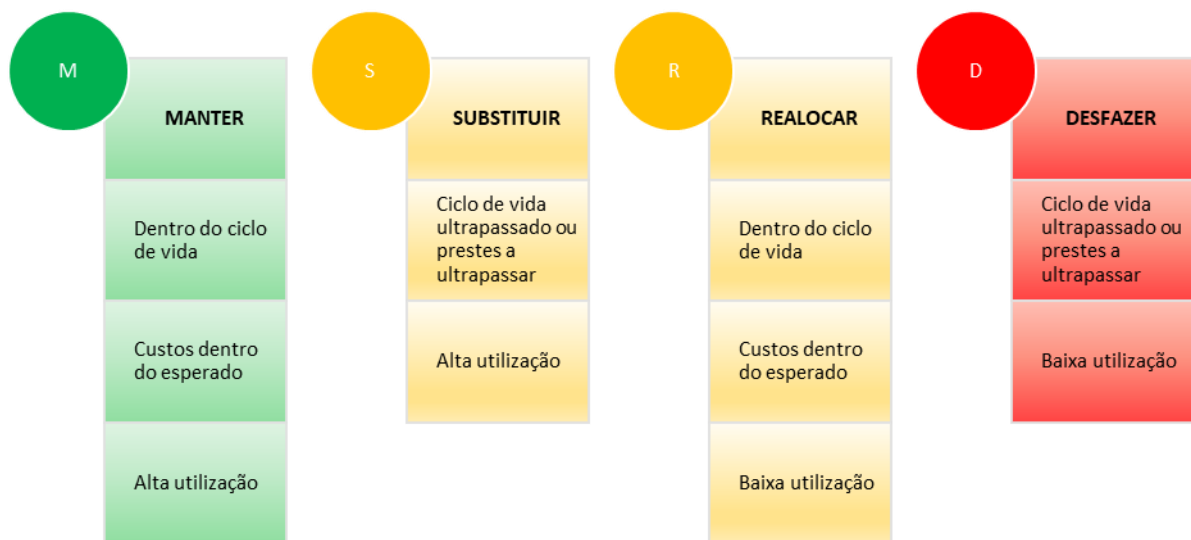 M
MANTER
Dentro do ciclo
de vida
Custos dentro
do esperado
Alta utilização
S
SUBSTITUIR
Ciclo de vida
ultrapassado ou
prestes a
ultrapassar
Alta utilização
R
REALOCAR
Dentro do ciclo
de vida
Custos dentro
do esperado
Baixa utilização
D
DESFAZER
Ciclo de vida
ultrapassado ou
prestes a
ultrapassar
Baixa utilização